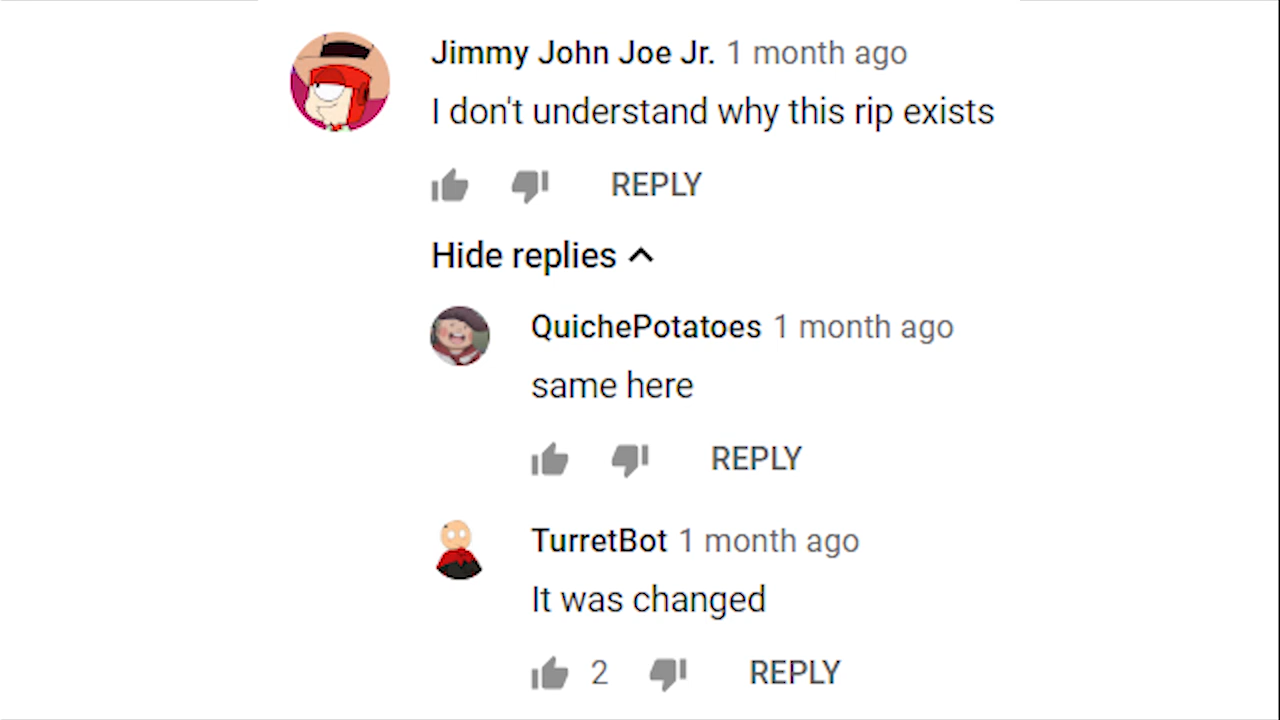 Jimmy John Joe Jr. 1 month ago
I don't understand why this rip exists
REPLY
Hide replies
QuichePotatoes 1 month ago
same here
REPLY
TurretBot 1 month ago
It was changed
2 REPLY